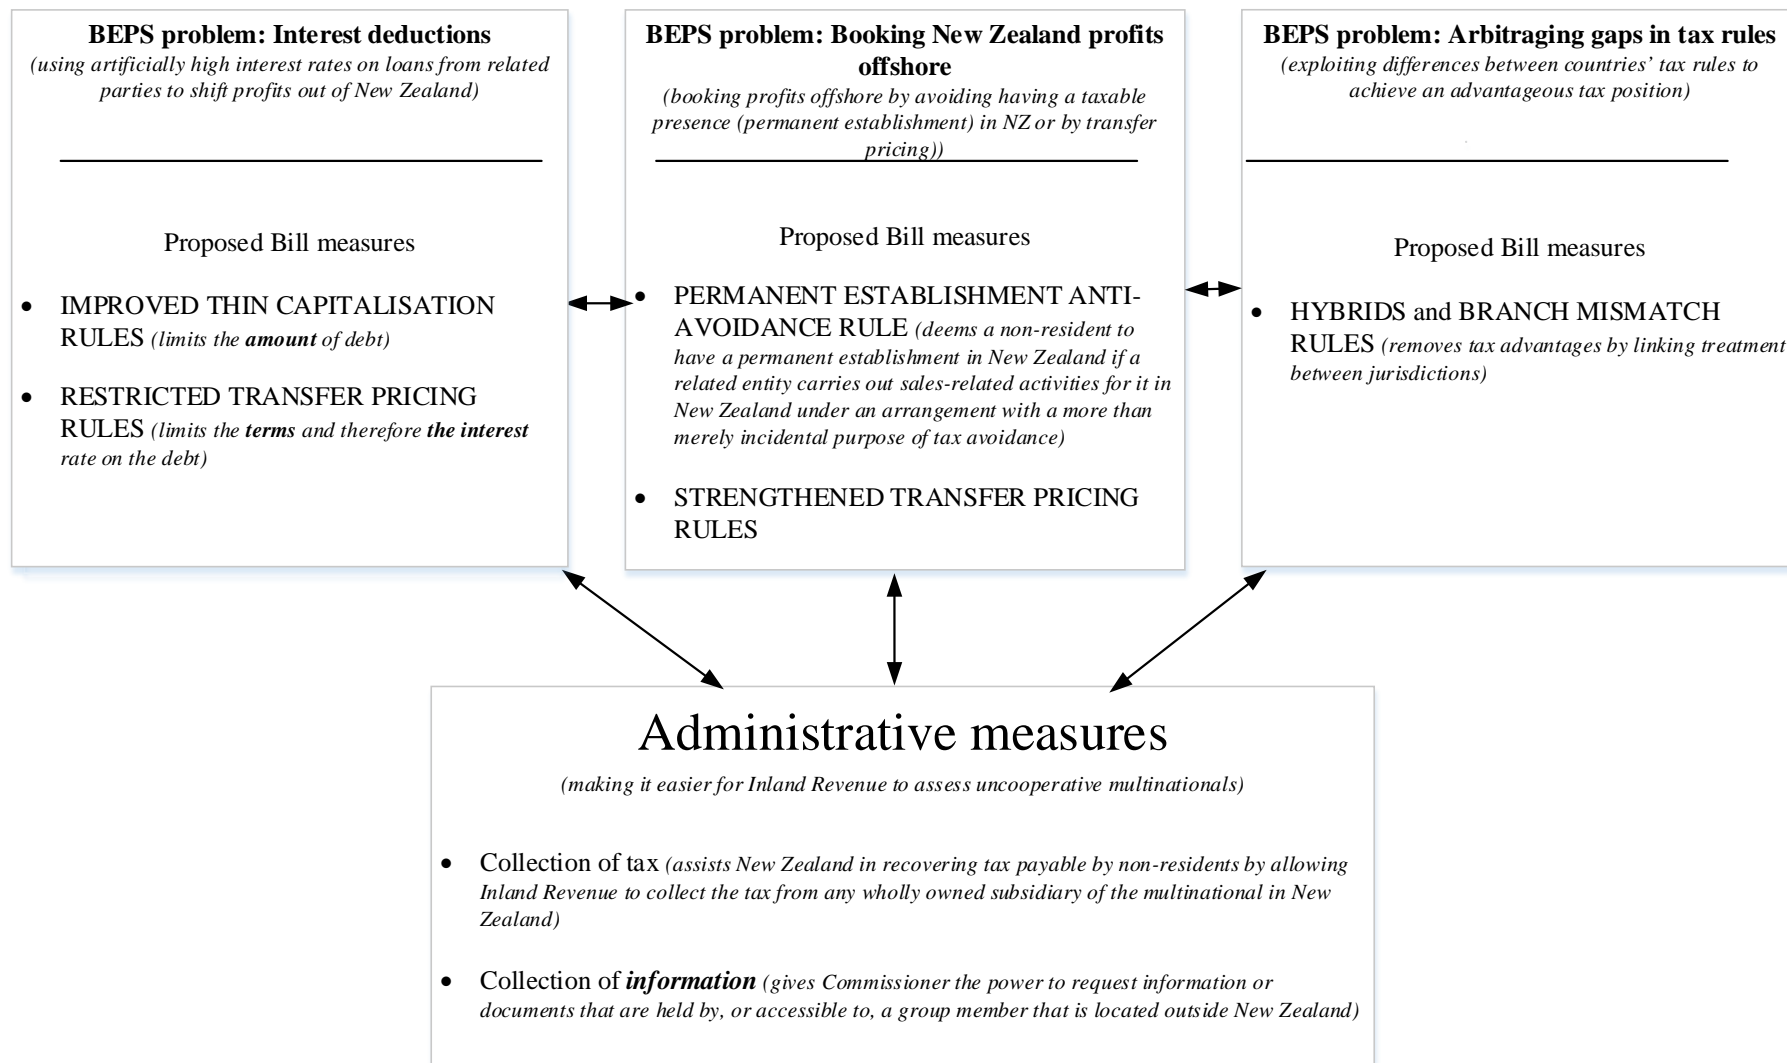 BEPS problem: Interest deductions
(using artificially high interest rates on loans from related
parties to shift profits out of New Zealand)
Proposed Bill measures
• IMPROVED THIN CAPITALISATION
RULES (limits the amount of debt)
• RESTRICTED TRANSFER PRICING
RULES (limits the terms and therefore the interest
rate on the debt)
BEPS problem: Booking New Zealand profits
offshore
(booking profits offshore by avoiding having a taxable
presence (permanent establishment) in NZ or by transfer
pricing))
Proposed Bill measures
• PERMANENT ESTABLISHMENT ANTI-
AVOIDANCE RULE (deems a non-resident to
have a permanent establishment in New Zealand if a
related entity carries out sales-related activities for it in
New Zealand under an arrangement with a more than
merely incidental purpose of tax avoidance)
• STRENGTHENED TRANSFER PRICING
RULES
BEPS problem: Arbitraging gaps in tax rules
(exploiting differences between countries' tax rules to
achieve an advantageous tax position)
Proposed Bill measures
• HYBRIDS and BRANCH MISMATCH
RULES (removes tax advantages by linking treatment
between jurisdictions)
Administrative measures
(making it easier for Inland Revenue to assess uncooperative multinationals)
• Collection of tax (assists New Zealand in recovering tax payable by non-residents by allowing
Inland Revenue to collect the tax from any wholly owned subsidiary of the multinational in New
Zealand)
• Collection of information (gives Commissioner the power to request information or
documents that are held by, or accessible to, a group member that is located outside New Zealand)